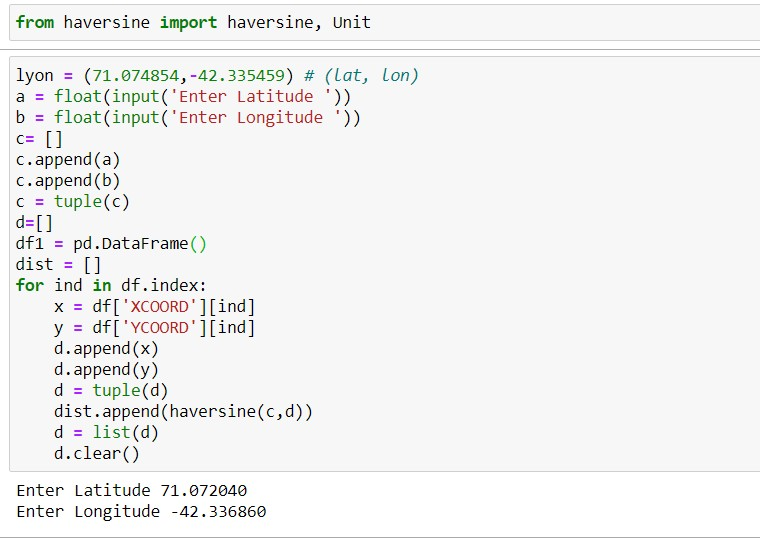 from haversine import haversine, Unit
lyon = (71.074854,-42.335459) # (lat, lon)
a = float(input('Enter Latitude '))
b = float(input('Enter Longitude '))
c= []
c.append(a)
c.append(b)
c = tuple(c)
d=[]
df1 = pd.DataFrame()
dist = []
for ind in df.index:
    x = df['XCOORD'][ind]
    y = df['YCOORD'][ind]
    d.append(x)
    d.append(y)
    d = tuple(d)
    dist.append(haversine(c,d))
    d = list(d)
    d.clear()
Enter Latitude 71.072040
Enter Longitude -42.336860